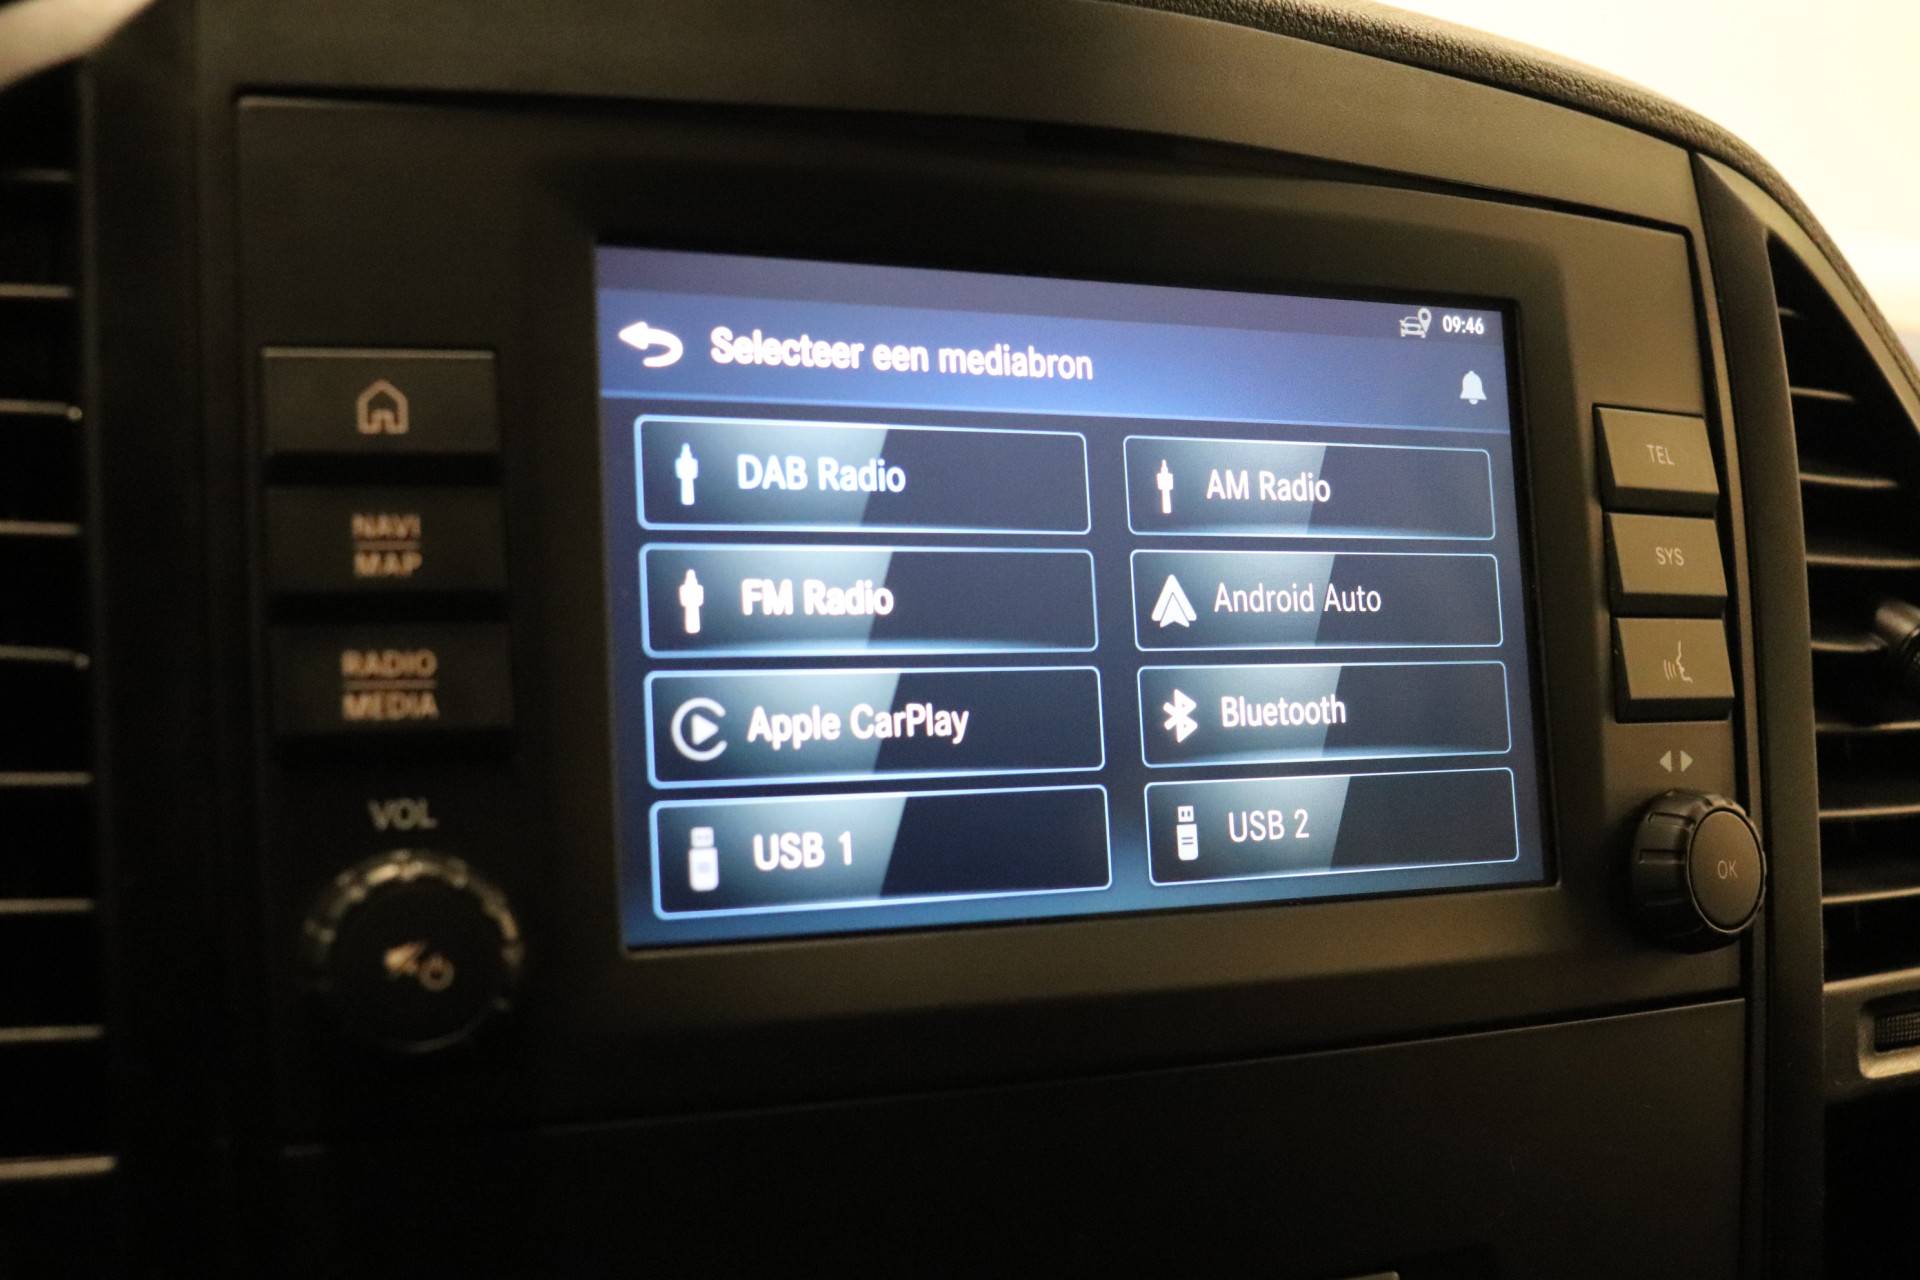 09:46
Selecteer een mediabron
DAB Radio
AM Radio
FM Radio
Android Auto
Apple CarPlay
Bluetooth
USB 1
USB 2
NAVI
MAP
RADIO
MEDIA
VOL
TEL
SYS
OK